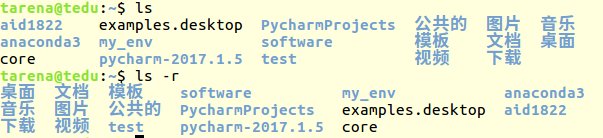 tarena@tedu:~$ ls
aid1822 examples.desktop PycharmProjects 公共的 图片 音乐
anaconda3 my_env software 模板 文档 桌面
core pycharm-2017.1.5 test 视频 下载
tarena@tedu:~$ ls -r
桌面 文档 模板 software my_env anaconda3
音乐 图片 公共的 PycharmProjects examples.desktop aid1822
下载 视频 test pycharm-2017.1.5 core